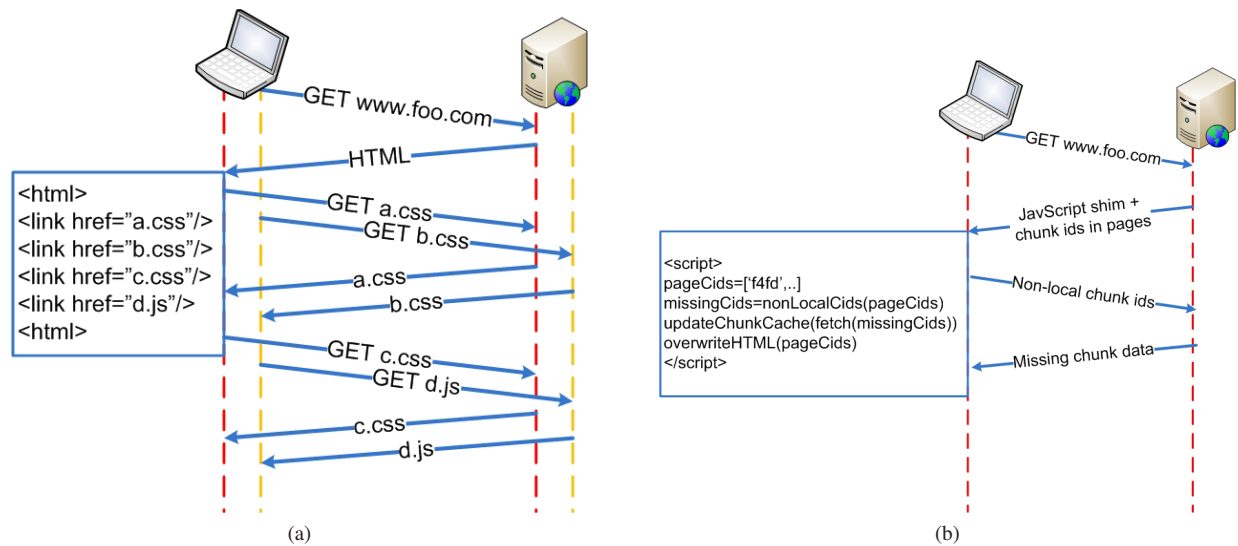 GET www.foo.com
HTML
<html>
<link href=”a.css”/>
<link href=”b.css”/>
<link href=”c.css”/>
<link href=”d.js”/>
<html>
GET a.css
GET b.css
a.css
b.css
GET c.css
GET d.js
c.css
d.js
(a)
GET www.foo.com
JavScript shim +
chunk ids in pages
<script>
pageCids=[‘f4fd’,..]
missingCids=nonLocalCids(pageCids)
updateChunkCache(fetch(missingCids))
overwriteHTML(pageCids)
</script>
Non-local chunk ids
Missing chunk data
(b)